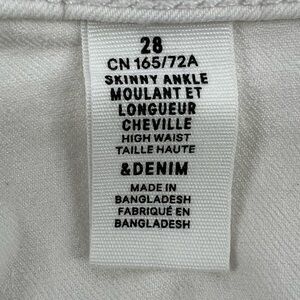 28
CN 165/72A
SKINNY ANKLE
MOULANT ET
LONGUEUR
CHEVILLE
HIGH WAIST
TAILLE HAUTE
&DENIM
MADE IN
BANGLADESH
FABRIQUÉ EN
BANGLADESH